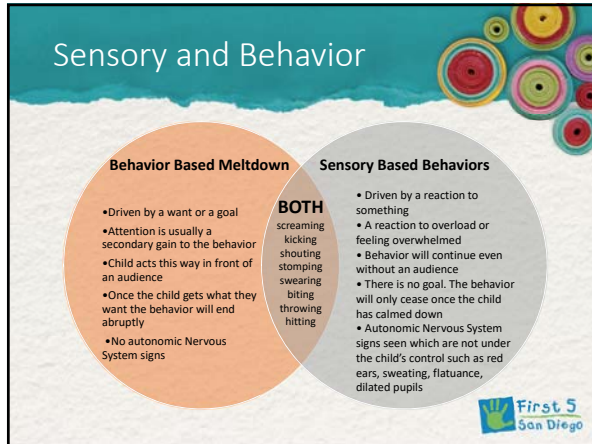 Sensory and Behavior
Behavior Based Meltdown
•Driven by a want or a goal
•Attention is usually a
secondary gain to the behavior
•Child acts this way in front of
an audience
•Once the child gets what they
want the behavior will end
abruptly
•No autonomic Nervous
System signs
BOTH
screaming
kicking
shouting
stomping
swearing
biting
throwing
hitting
Sensory Based Behaviors
• Driven by a reaction to
something
• A reaction to overload or
feeling overwhelmed
• Behavior will continue even
without an audience
• There is no goal. The behavior
will only cease once the child
has calmed down
• Autonomic Nervous System
signs seen which are not under
the child's control such as red
ears, sweating, flatuance,
dilated pupils
First 5
San Diego